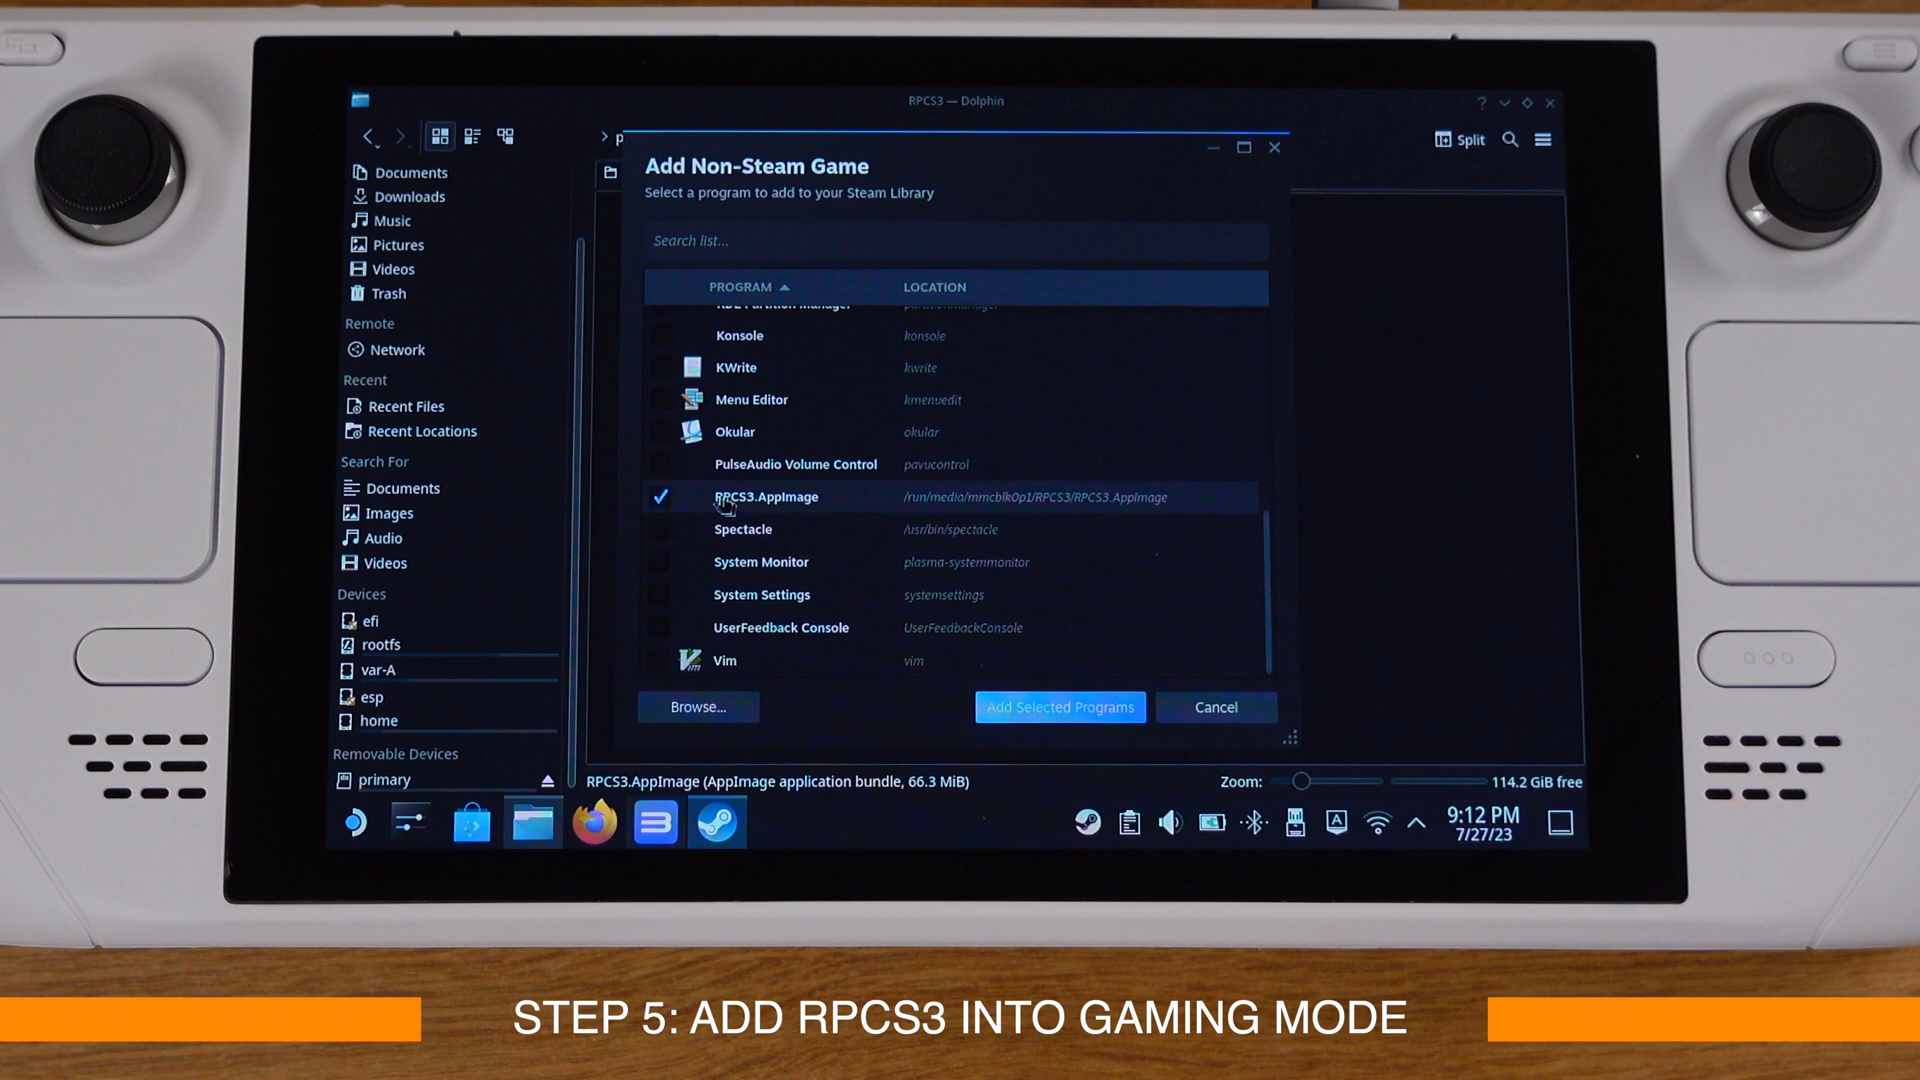 RPCS3 — Dolphin
Split
Documents
Downloads
Music
Pictures
Videos
Trash
Remote
Network
Recent
Recent Files
Recent Locations
Search For
Documents
Images
Audio
Videos
Devices
efi
rootfs
var-A
esp
home
Removable Devices
primary
Add Non-Steam Game
Select a program to add to your Steam Library
Search list...
PROGRAM LOCATION
KDE Partition Manager partitionmanager
Konsole konsole
KWrite kwrite
Menu Editor kmenuedit
Okular okular
PulseAudio Volume Control pavucontrol
RPCS3.AppImage /run/media/mmcblk0p1/RPCS3/RPCS3.AppImage
Spectacle /usr/bin/spectacle
System Monitor plasma-systemmonitor
System Settings systemsettings
UserFeedback Console UserFeedbackConsole
Vim vim
Browse... Add Selected Programs Cancel
RPCS3.AppImage (AppImage application bundle, 66.3 MiB) Zoom: 114.2 GiB free
9:12 PM
7/27/23
STEP 5: ADD RPCS3 INTO GAMING MODE